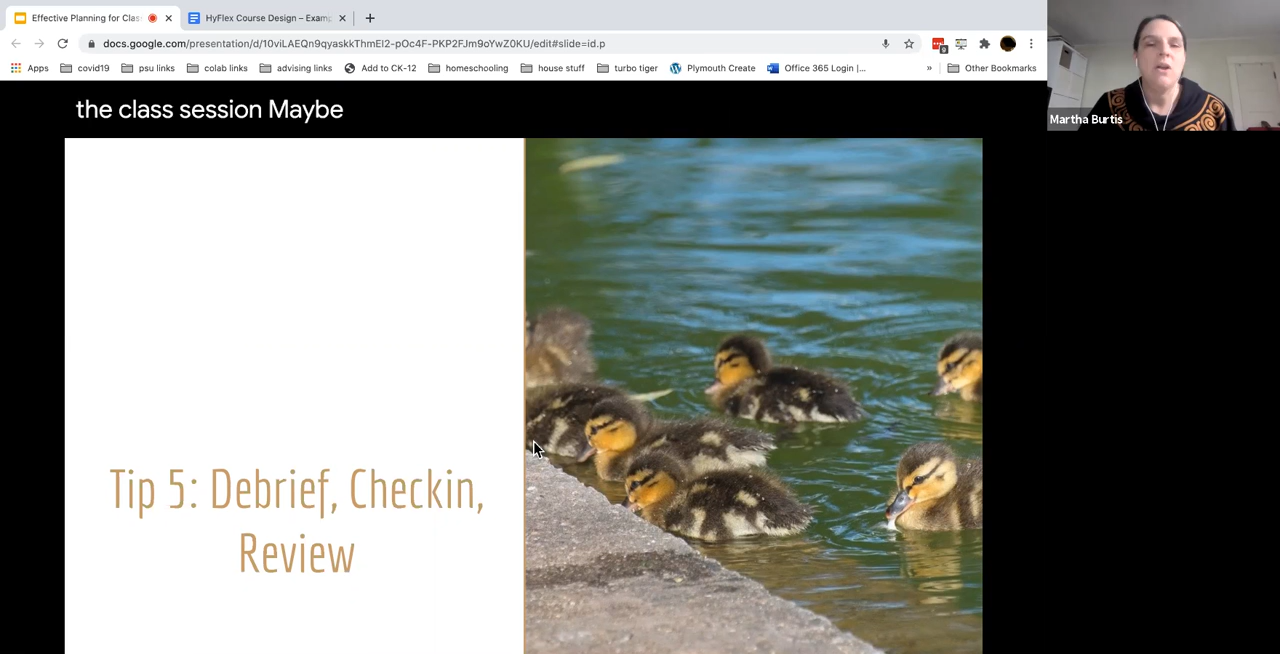 Effective Planning for Clas
HyFlex Course Design – Examp
docs.google.com/presentation/d/10viLAEQn9qyaskkThmEI2-pOc4F-PKP2FJm9oYwZ0KU/edit#slide=id.p
9
Apps covid19 psu links colab links advising links Add to CK-12 homeschooling house stuff turbo tiger Plymouth Create Office 365 Login |... » Other Bookmarks
Martha Burtis
the class session Maybe
Tip 5: Debrief, Checkin,
Review